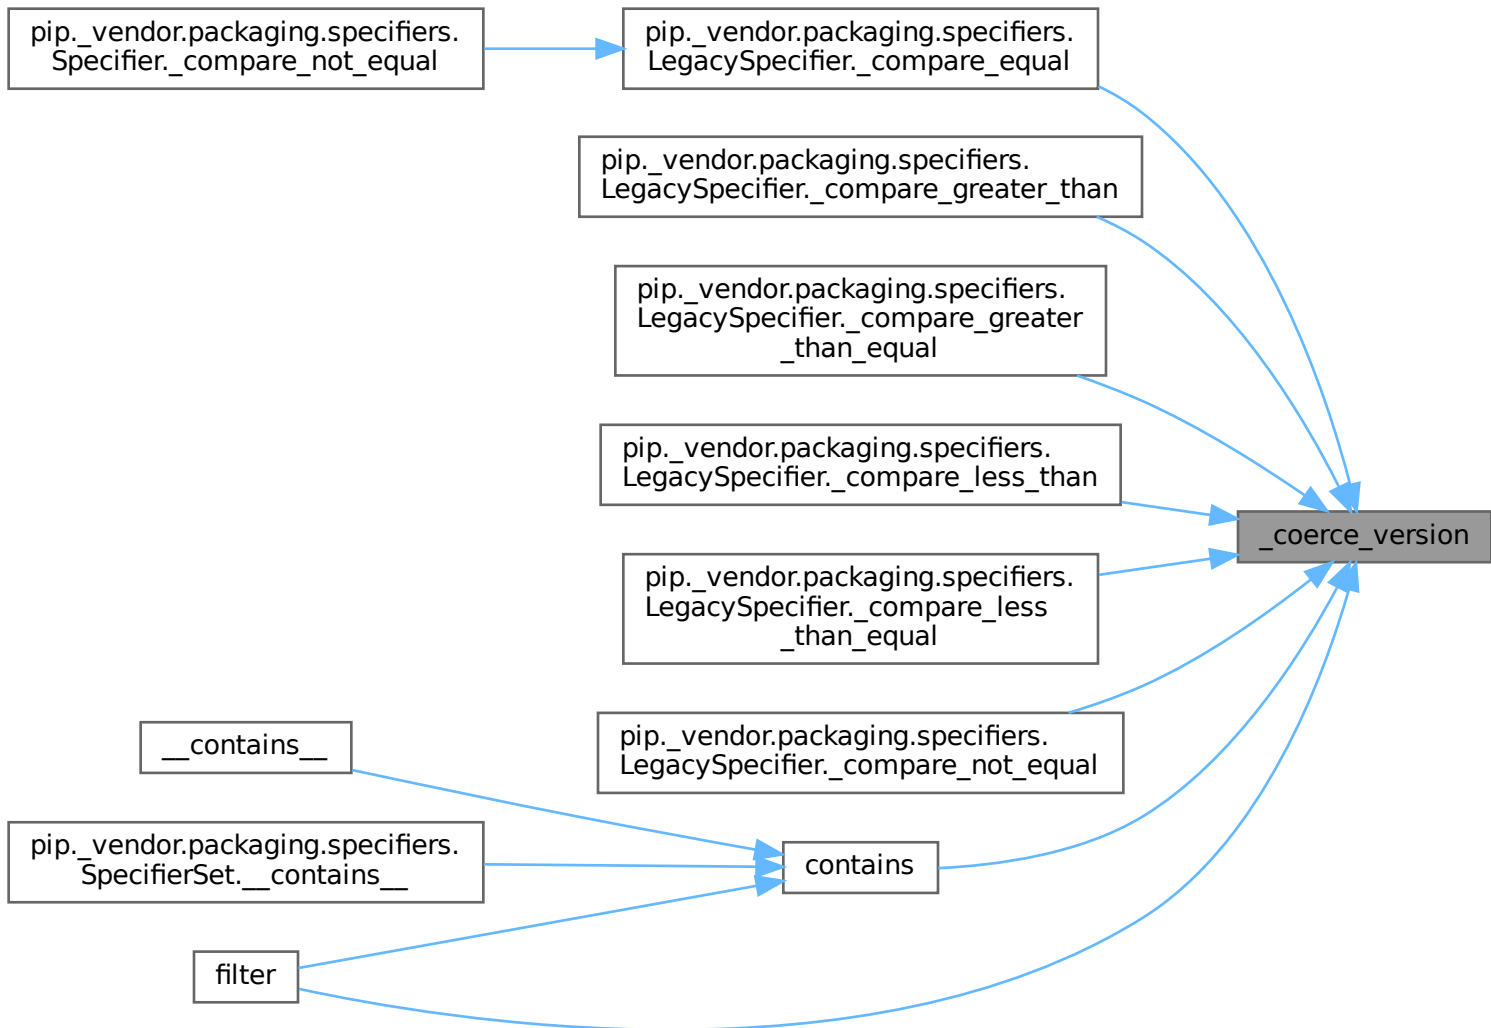 pip._vendor.packaging.specifiers.
Specifier._compare_not_equal
pip._vendor.packaging.specifiers.
LegacySpecifier._compare_equal
pip._vendor.packaging.specifiers.
LegacySpecifier._compare_greater_than
pip._vendor.packaging.specifiers.
LegacySpecifier._compare_greater
_than_equal
pip._vendor.packaging.specifiers.
LegacySpecifier._compare_less_than
_coerce_version
pip._vendor.packaging.specifiers.
LegacySpecifier._compare_less
_than_equal
pip._vendor.packaging.specifiers.
LegacySpecifier._compare_not_equal
__contains__
pip._vendor.packaging.specifiers.
SpecifierSet.__contains__
contains
filter